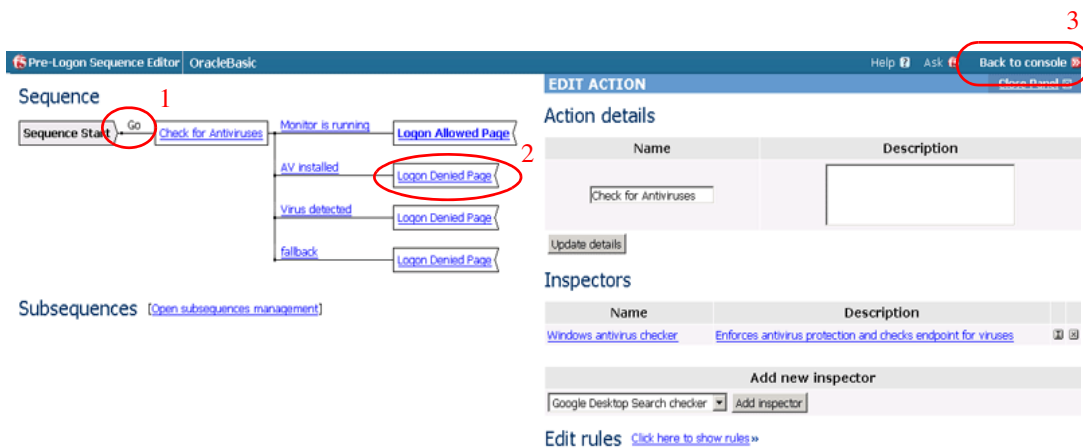 3
Pre-Logon Sequence Editor OracleBasic Help ? Ask Back to console
EDIT ACTION Close Panel
Sequence
1
Sequence Start Go Check for Antiviruses
Monitor is running Logon Allowed Page
2
AV installed Logon Denied Page
Virus detected Logon Denied Page
fallback Logon Denied Page
Subsequences [Open subsequences management]
Action details
Name Description
Check for Antiviruses
Update details
Inspectors
Name Description
Windows antivirus checker Enforces antivirus protection and checks endpoint for viruses
Add new inspector
Google Desktop Search checker Add inspector
Edit rules Click here to show rules »